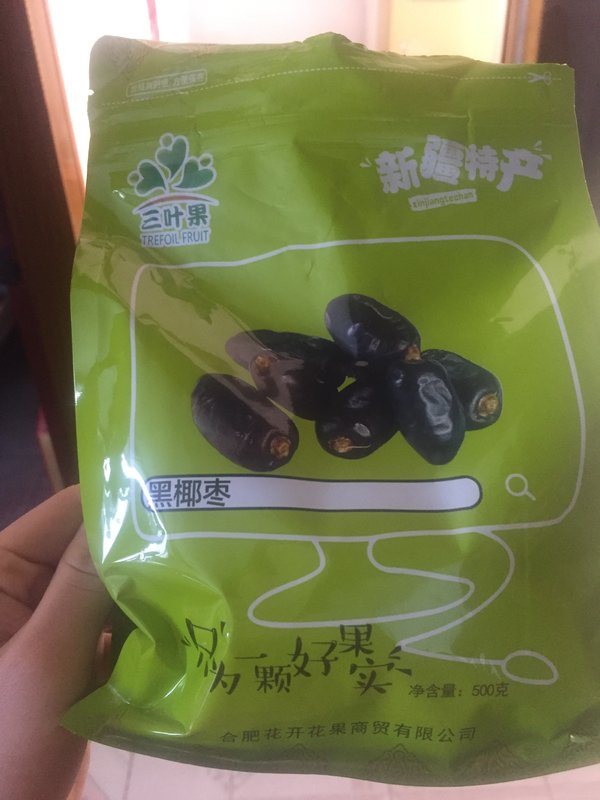 三叶果
TREFOIL FRUIT
新疆特产
xinjiangtechan
黑椰枣
只为一颗好果实
净含量：500克
合肥花开花果商贸有限公司